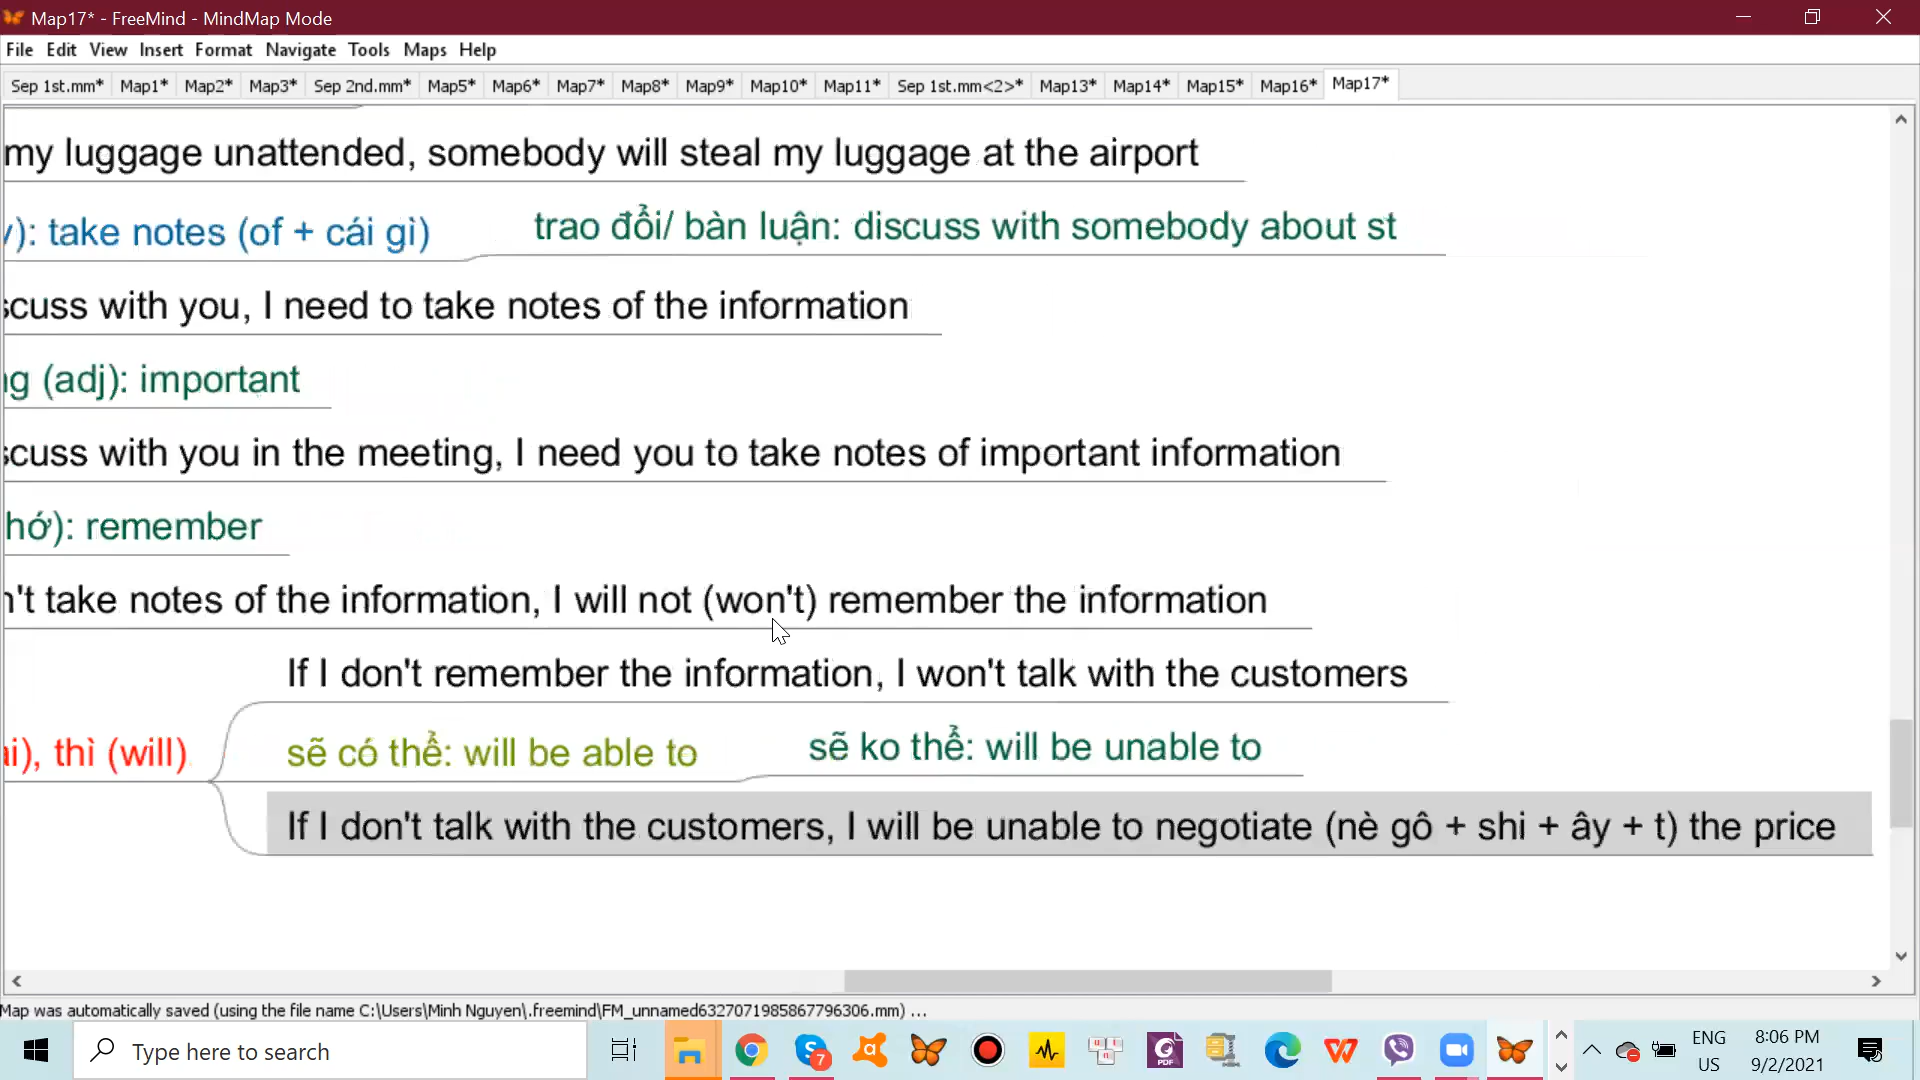 Map17* - FreeMind - MindMap Mode
File Edit View Insert Format Navigate Tools Maps Help
Sep 1st.mm* Map1* Map2* Map3* Sep 2nd.mm* Map5* Map6* Map7* Map8* Map9* Map10* Map11* Sep 1st.mm<2>* Map13* Map14* Map15* Map16* Map17*
my luggage unattended, somebody will steal my luggage at the airport
): take notes (of + cái gì) trao đổi/ bàn luận: discuss with somebody about st
scuss with you, I need to take notes of the information
ng (adj): important
scuss with you in the meeting, I need you to take notes of important information
hớ): remember
n't take notes of the information, I will not (won't) remember the information
If I don't remember the information, I won't talk with the customers
ai), thì (will) sẽ có thể: will be able to sẽ ko thể: will be unable to
If I don't talk with the customers, I will be unable to negotiate (nè gô + shi + ây + t) the price
Map was automatically saved (using the file name C:\Users\Minh Nguyen\.freemind\FM_unnamed6327071985867796306.mm) ...
Type here to search 7 PDF ENG 8:06 PM
US 9/2/2021